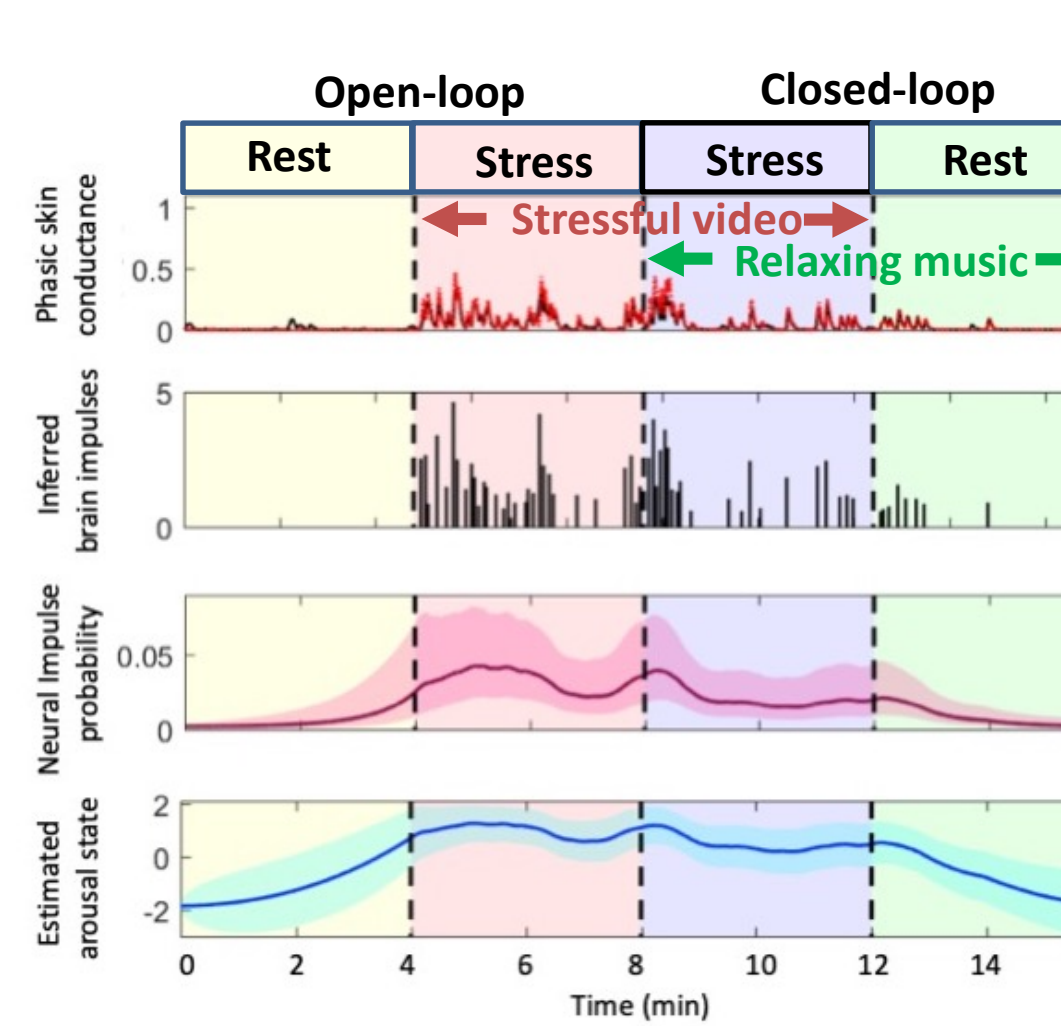 Open-loop
Closed-loop
Rest
Stress
Stress
Rest
Stressful video
Relaxing music
Phasic skin
conductance
1
0.5
0
Inferred
brain impulses
5
0
Neural Impulse
probability
0.05
0
Estimated
arousal state
2
0
-2
0 2 4 6 8 10 12 14
Time (min)